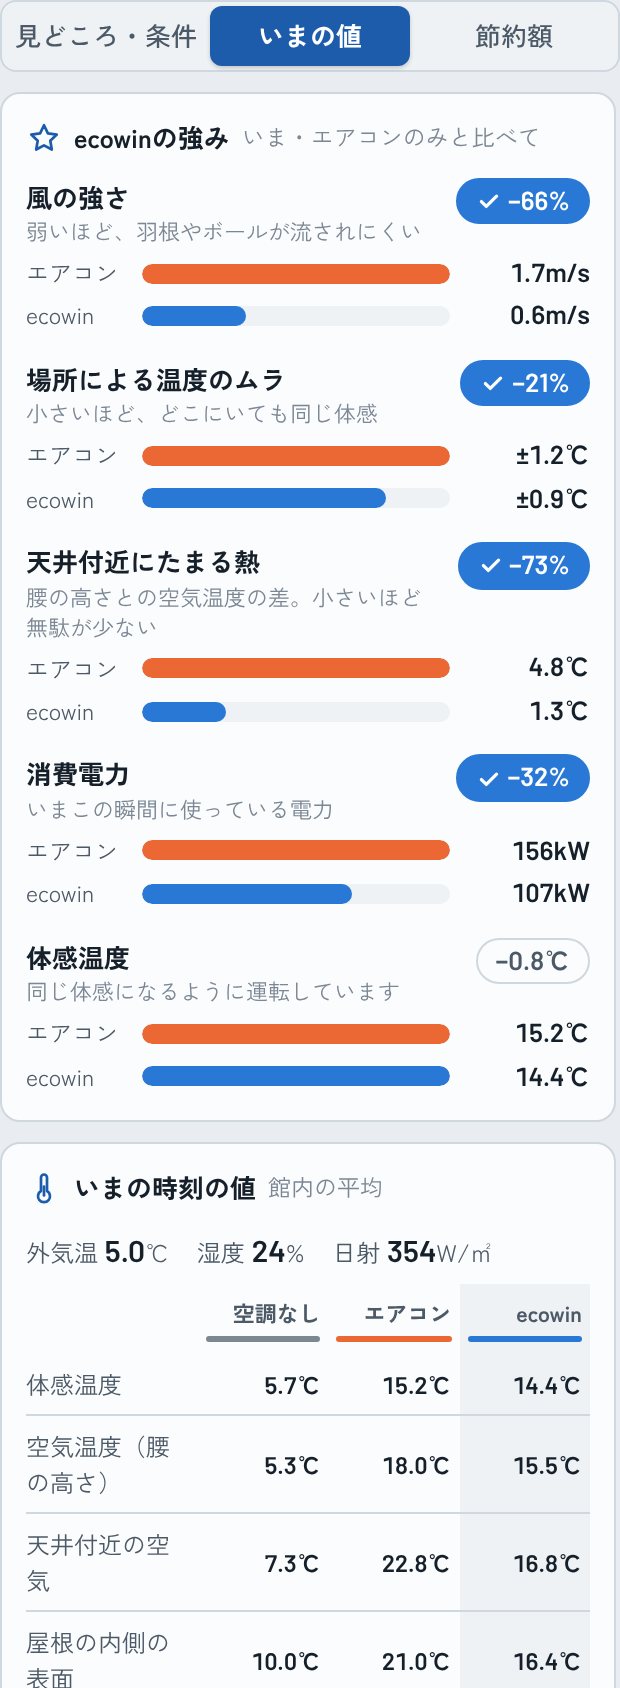 見どころ・条件 いまの値 節約額
ecowinの強み いま・エアコンのみと比べて
風の強さ −66%
弱いほど、羽根やボールが流されにくい
エアコン 1.7m/s
ecowin 0.6m/s
場所による温度のムラ −21%
小さいほど、どこにいても同じ体感
エアコン ±1.2℃
ecowin ±0.9℃
天井付近にたまる熱 −73%
腰の高さとの空気温度の差。小さいほど
無駄が少ない
エアコン 4.8℃
ecowin 1.3℃
消費電力 −32%
いまこの瞬間に使っている電力
エアコン 156kW
ecowin 107kW
体感温度 −0.8℃
同じ体感になるように運転しています
エアコン 15.2℃
ecowin 14.4℃
いまの時刻の値 館内の平均
外気温 5.0℃ 湿度 24% 日射 354W/㎡
空調なし エアコン ecowin
体感温度 5.7℃ 15.2℃ 14.4℃
空気温度（腰
の高さ） 5.3℃ 18.0℃ 15.5℃
天井付近の空
気 7.3℃ 22.8℃ 16.8℃
屋根の内側の
表面 10.0℃ 21.0℃ 16.4℃